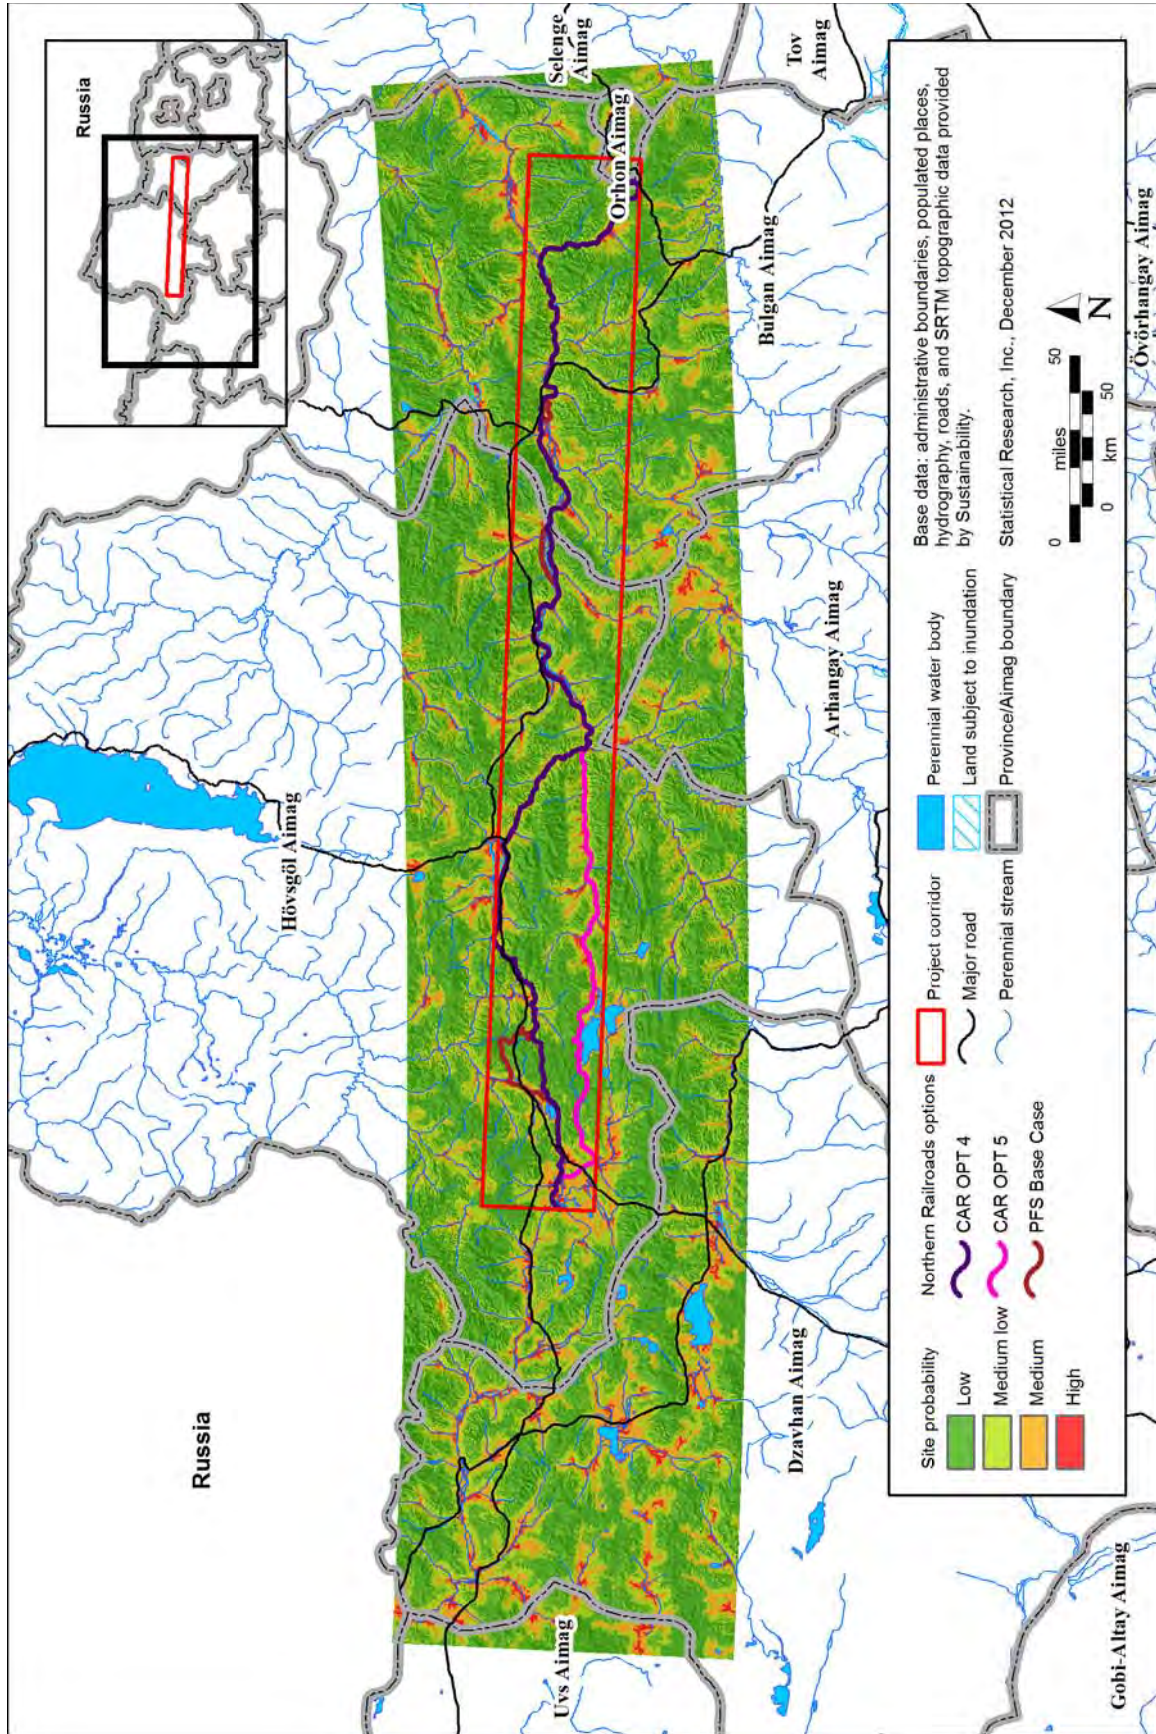 Russia
Russia
Selenge
Aimag
Tov
Aimag
Orhon Aimag
Bulgan Aimag
Övörhangay Aimag
Hövsgöl Aimag
Arhangay Aimag
Dzavhan Aimag
Uvs Aimag
Gobi-Altay Aimag
Site probability
Low
Medium low
Medium
High
Northern Railroads options
CAR OPT 4
CAR OPT 5
PFS Base Case
Project corridor
Major road
Perennial stream
Perennial water body
Land subject to inundation
Province/Aimag boundary
Base data: administrative boundaries, populated places,
hydrography, roads, and SRTM topographic data provided
by Sustainability.
Statistical Research, Inc., December 2012
0 50
miles
0 50
km
N